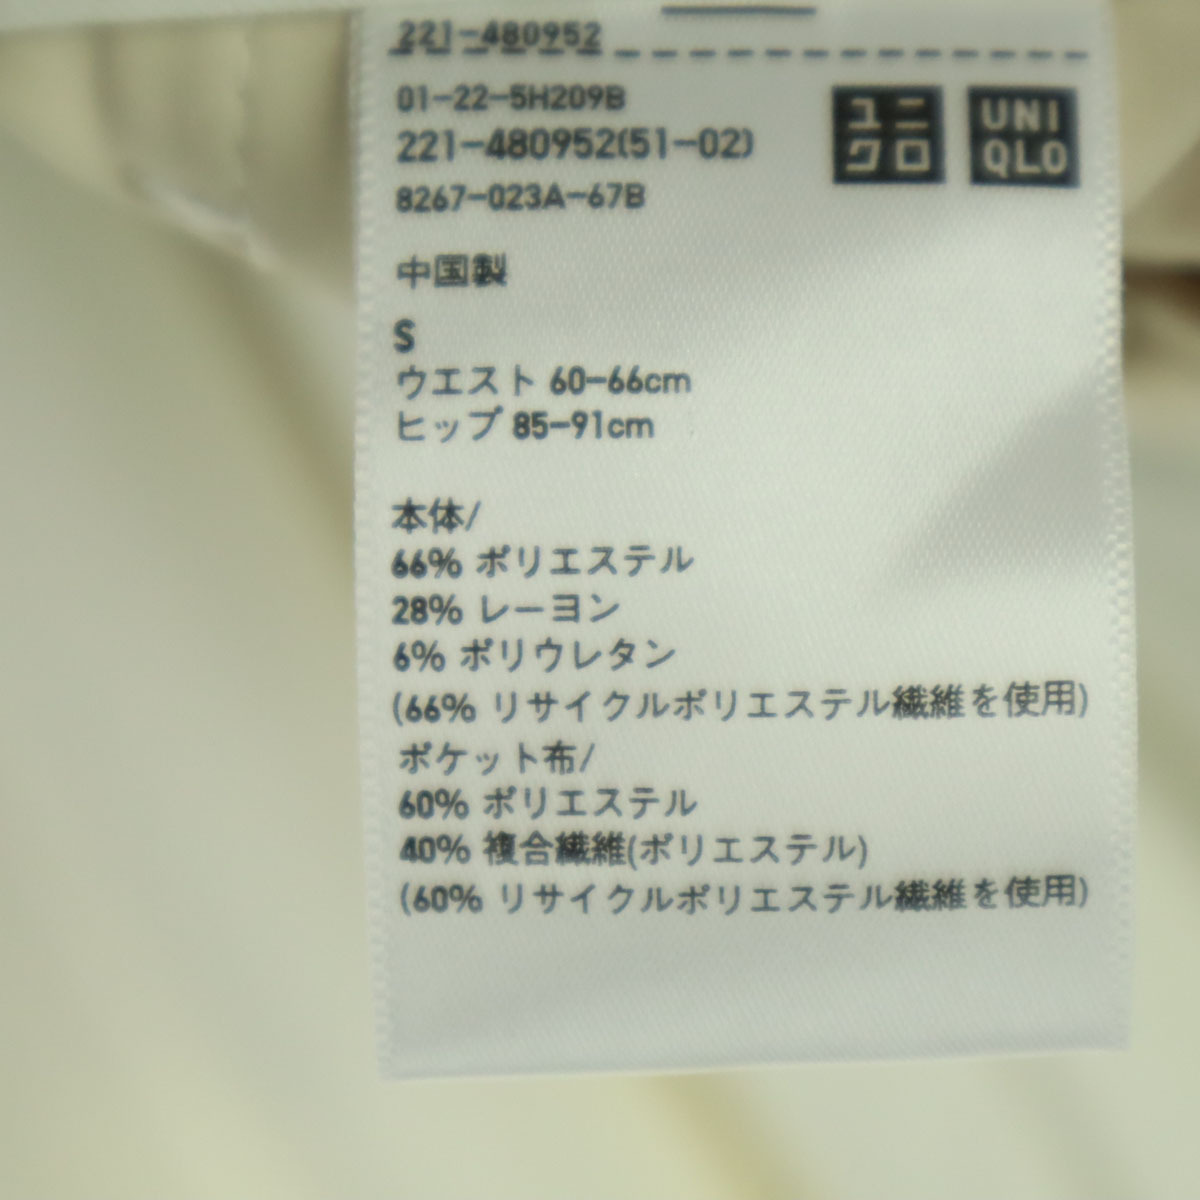 221-480952
01-22-5H209B
221-480952(51-02)
8267-023A-67B
ユニ
クロ
UNI
QLO
中国製
S
ウエスト 60-66cm
ヒップ 85-91cm
本体/
66% ポリエステル
28% レーヨン
6% ポリウレタン
(66% リサイクルポリエステル繊維を使用)
ポケット布/
60% ポリエステル
40% 複合繊維(ポリエステル)
(60% リサイクルポリエステル繊維を使用)